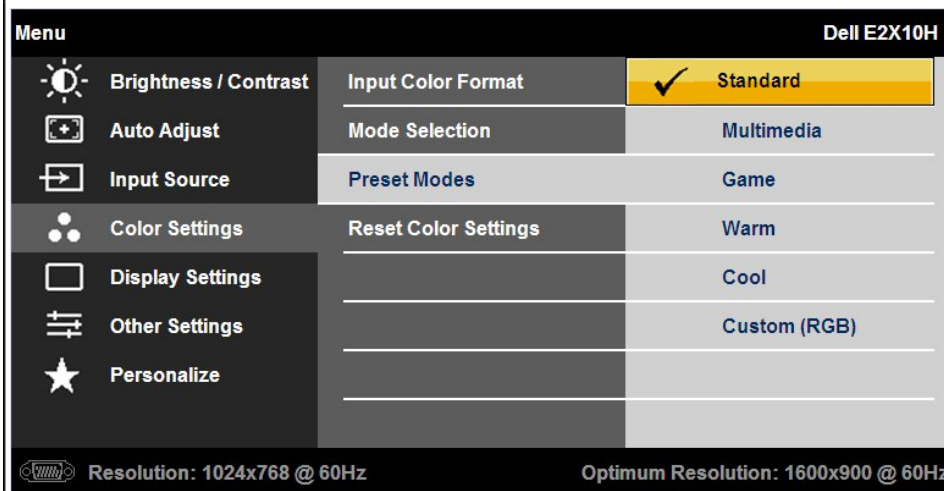 Menu Dell E2X10H
Brightness / Contrast Input Color Format Standard
Auto Adjust Mode Selection Multimedia
Input Source Preset Modes Game
Color Settings Reset Color Settings Warm
Display Settings Cool
Other Settings Custom (RGB)
Personalize
Resolution: 1024x768 @ 60Hz Optimum Resolution: 1600x900 @ 60Hz